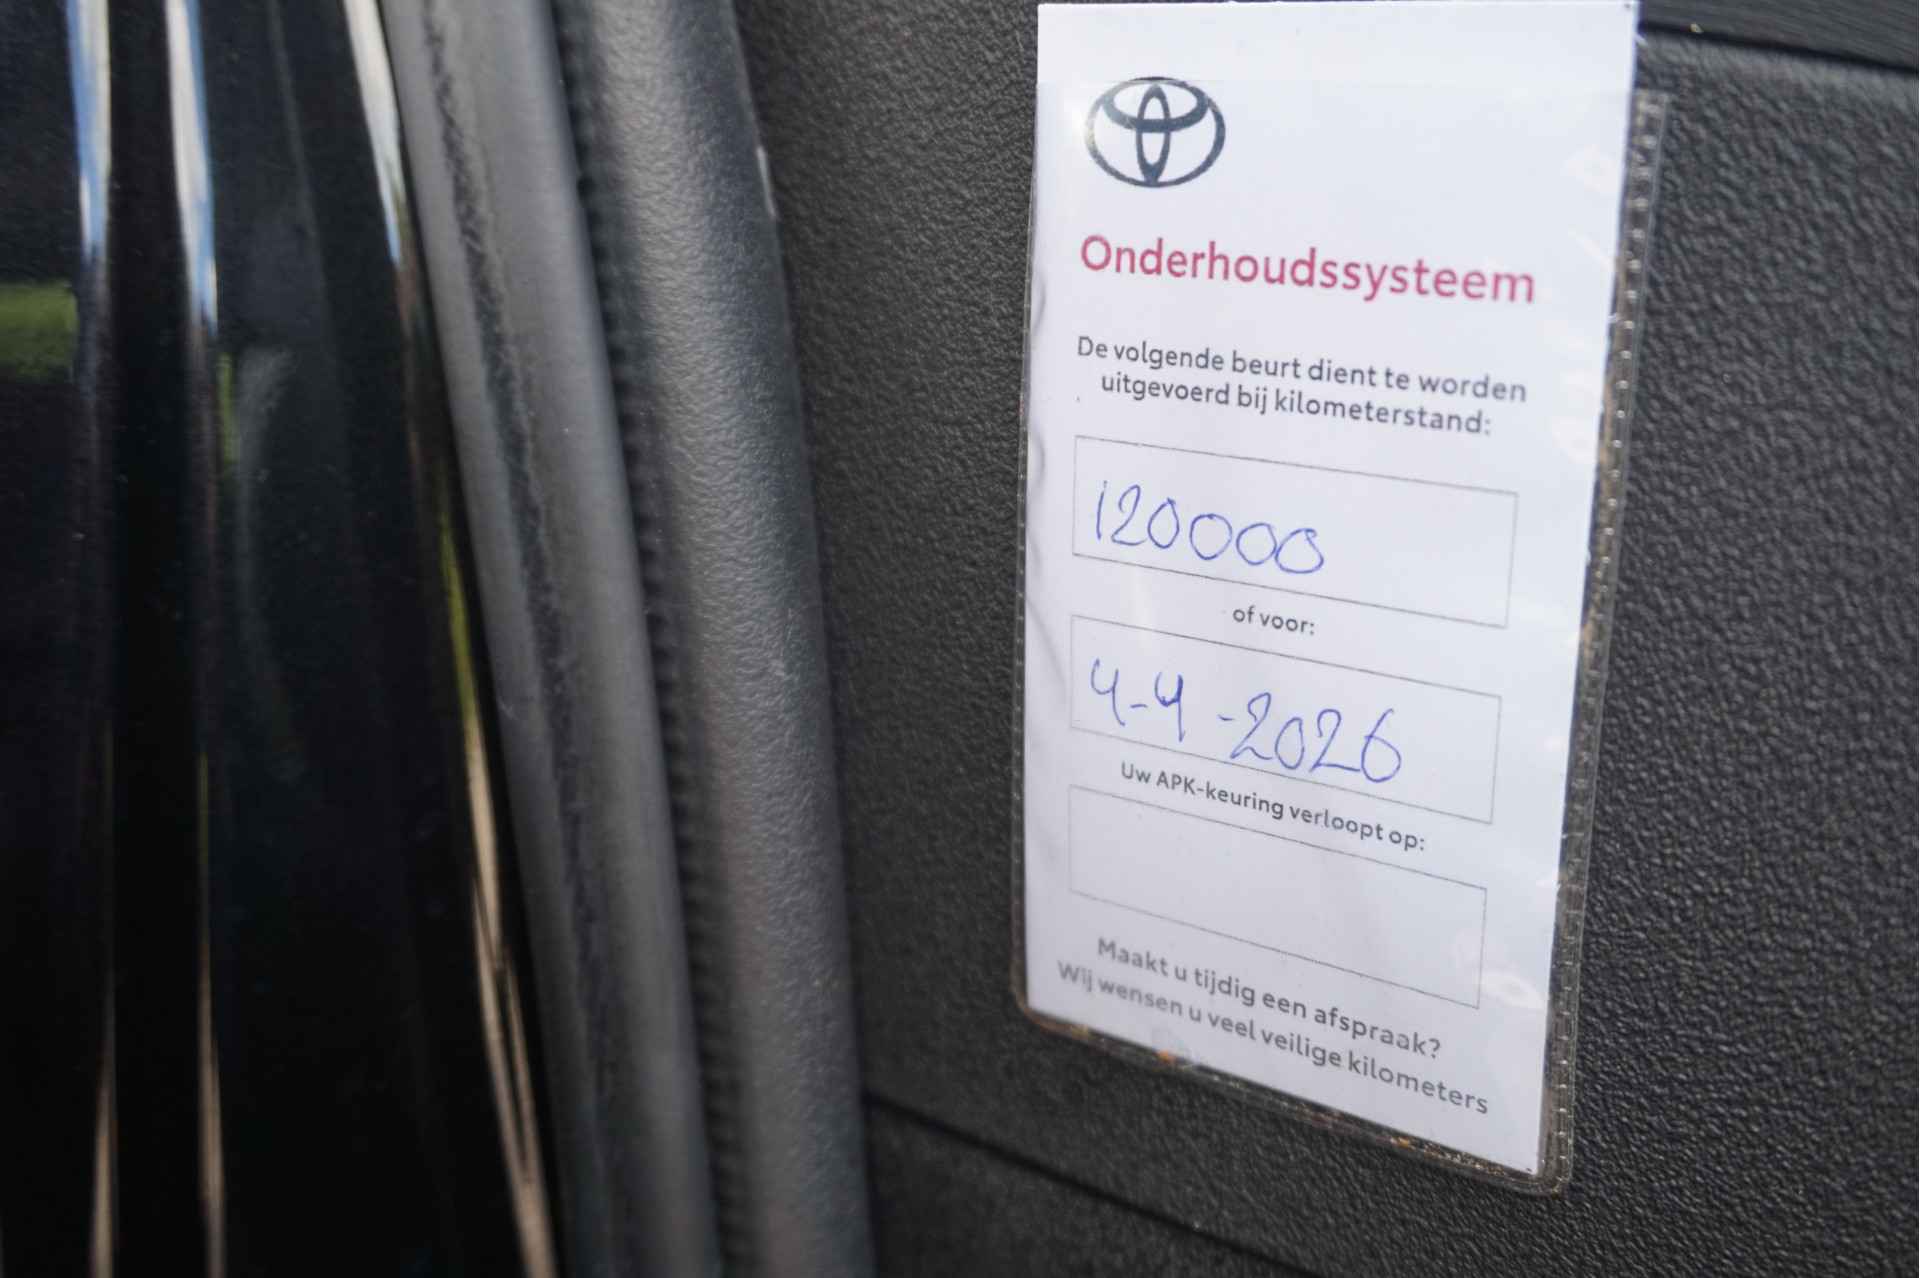 Onderhoudssysteem
De volgende beurt dient te worden
uitgevoerd bij kilometerstand:
120000
of voor:
4-4-2026
Uw APK-keuring verloopt op:
Maakt u tijdig een afspraak?
Wij wensen u veel veilige kilometers